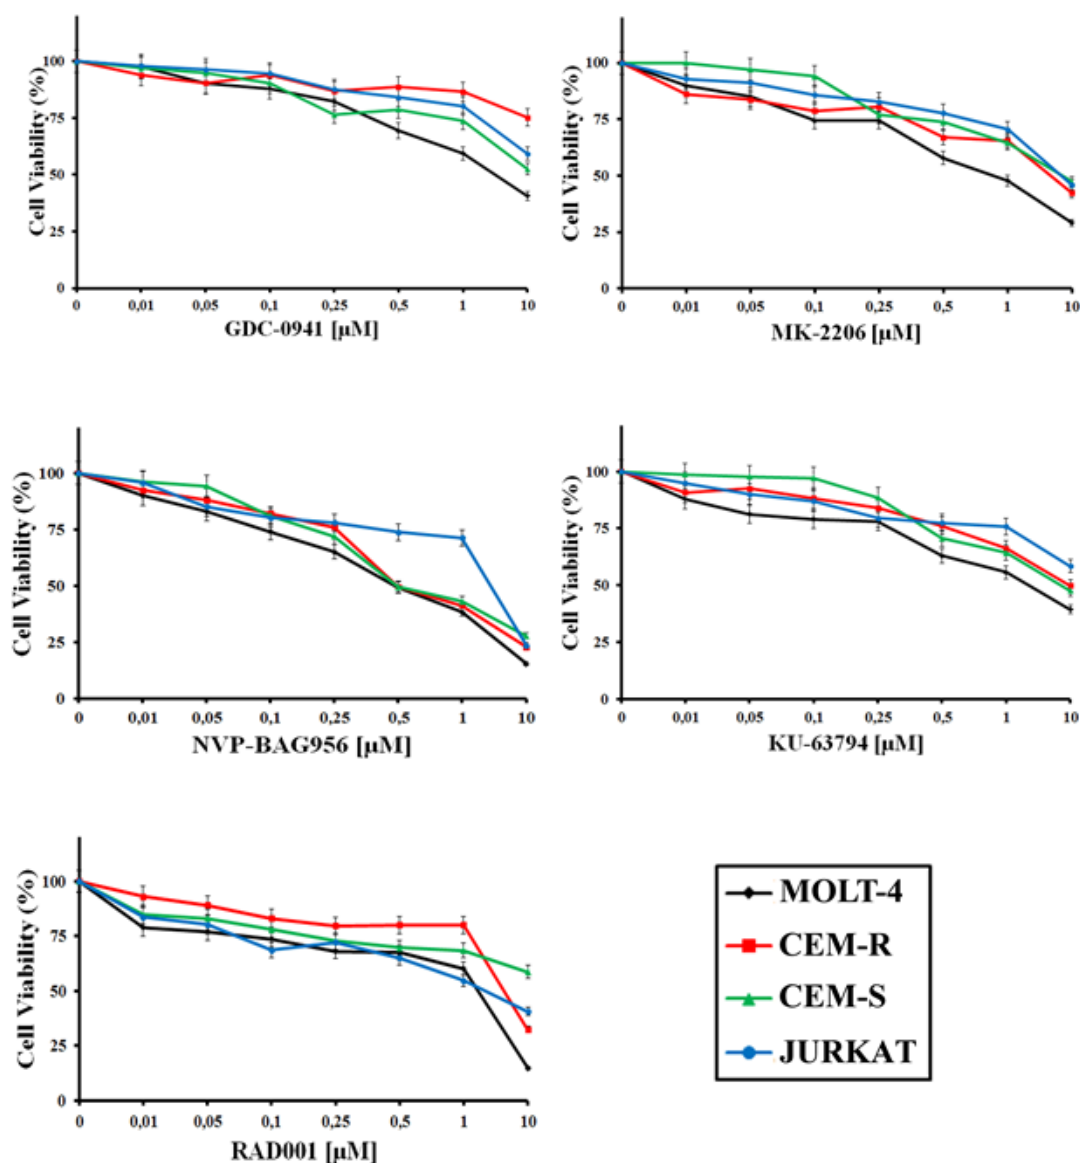 Cell Viability (%)
100
75
50
25
0
0 0,01 0,05 0,1 0,25 0,5 1 10
GDC-0941 [µM]
Cell Viability (%)
100
75
50
25
0
0 0,01 0,05 0,1 0,25 0,5 1 10
MK-2206 [µM]
Cell Viability (%)
100
75
50
25
0
0 0,01 0,05 0,1 0,25 0,5 1 10
NVP-BAG956 [µM]
Cell Viability (%)
100
75
50
25
0
0 0,01 0,05 0,1 0,25 0,5 1 10
KU-63794 [µM]
Cell Viability (%)
100
75
50
25
0
0 0,01 0,05 0,1 0,25 0,5 1 10
RAD001 [µM]
MOLT-4
CEM-R
CEM-S
JURKAT